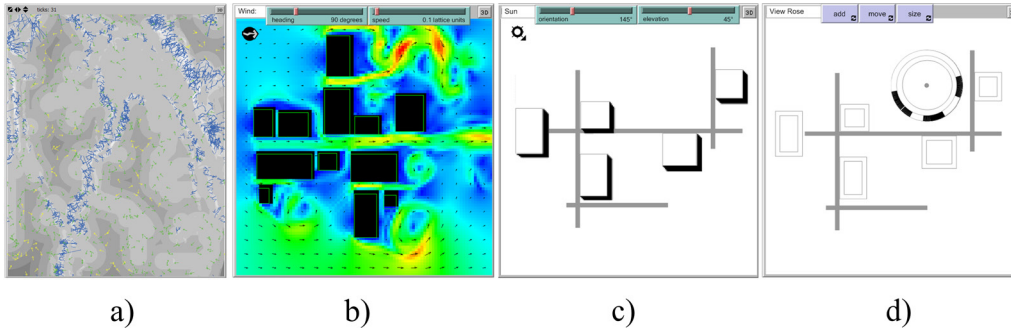 ticks: 31 3D
Wind: heading 90 degrees speed 0.1 lattice units 3D
Sun orientation 145° elevation 45° 3D
View Rose add move size
a) b) c) d)